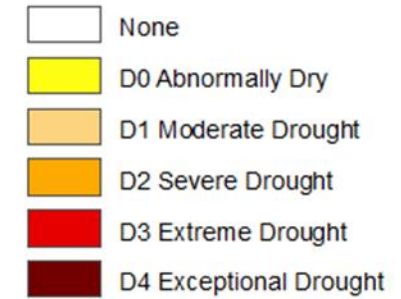 None
D0 Abnormally Dry
D1 Moderate Drought
D2 Severe Drought
D3 Extreme Drought
D4 Exceptional Drought